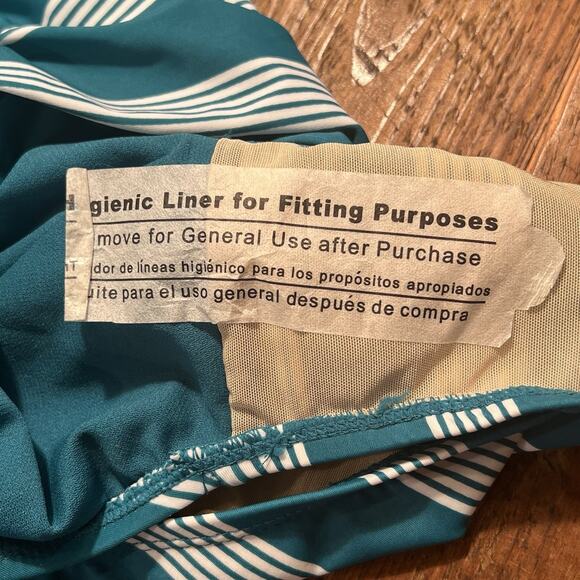 gienic Liner for Fitting Purposes
move for General Use after Purchase
dor de líneas higiénico para los propósitos apropiados
uite para el uso general después de compra